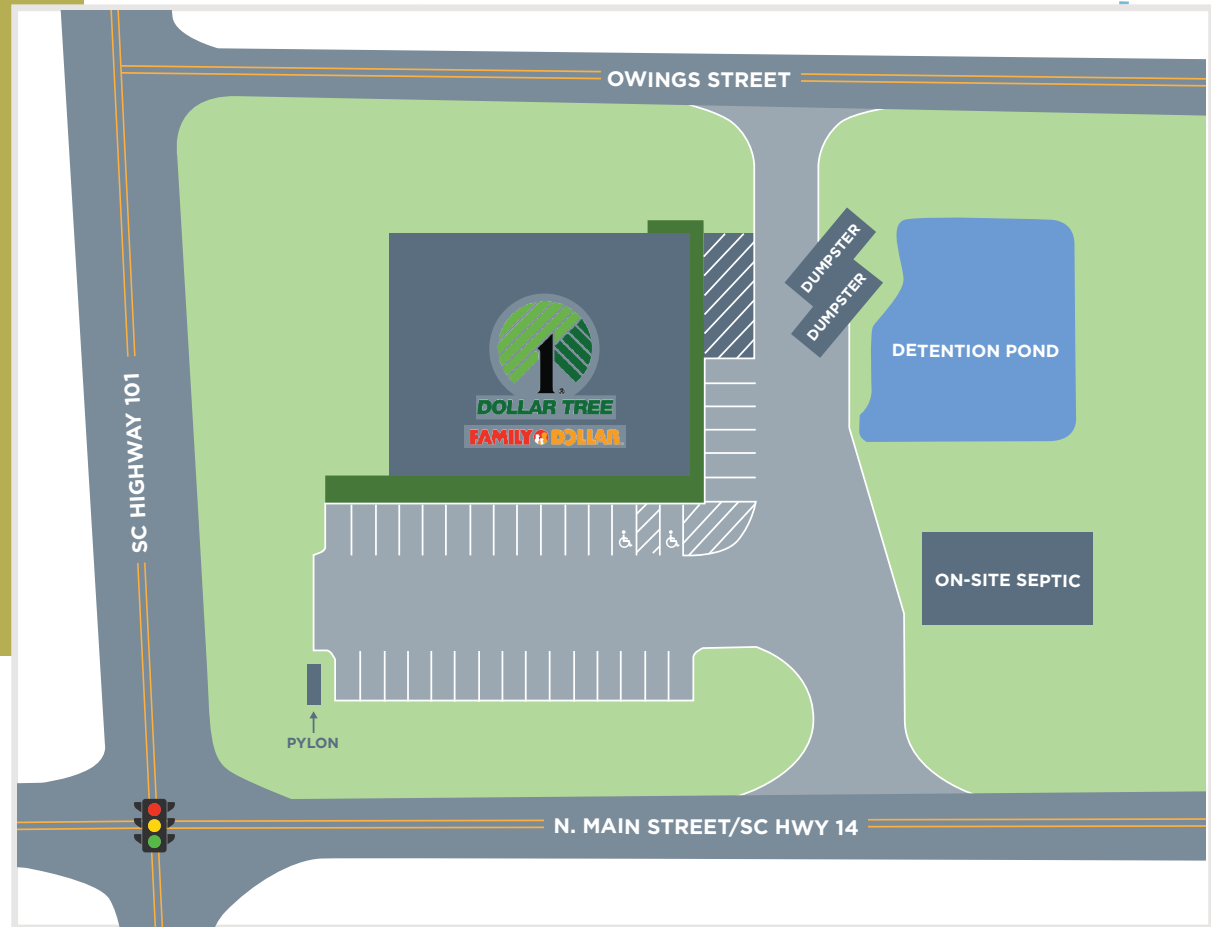 OWINGS STREET
SC HIGHWAY 101
DUMPSTER
DUMPSTER
DETENTION POND
1
®
DOLLAR TREE
FAMILY DOLLAR
ON-SITE SEPTIC
PYLON
N. MAIN STREET/SC HWY 14